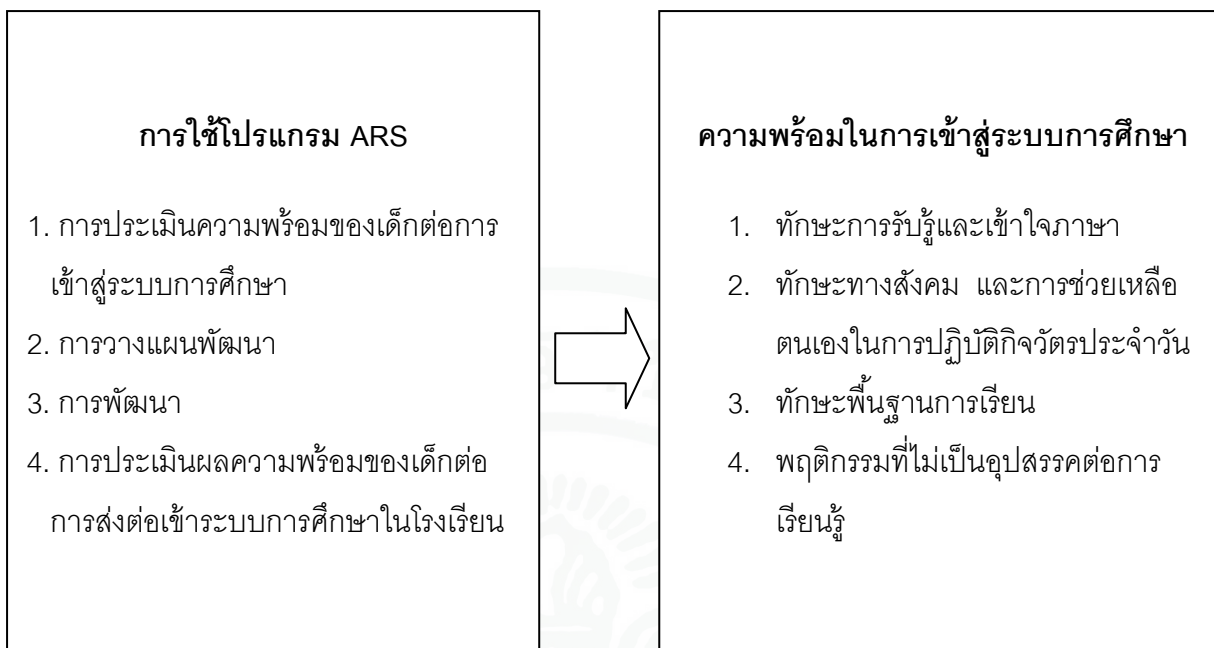 การใช้โปรแกรม ARS
1. การประเมินความพร้อมของเด็กต่อการ
เข้าสู่ระบบการศึกษา
2. การวางแผนพัฒนา
3. การพัฒนา
4. การประเมินผลความพร้อมของเด็กต่อ
การส่งต่อเข้าระบบการศึกษาในโรงเรียน
ความพร้อมในการเข้าสู่ระบบการศึกษา
1. ทักษะการรับรู้และเข้าใจภาษา
2. ทักษะทางสังคม และการช่วยเหลือ
ตนเองในการปฏิบัติกิจวัตรประจำวัน
3. ทักษะพื้นฐานการเรียน
4. พฤติกรรมที่ไม่เป็นอุปสรรคต่อการ
เรียนรู้